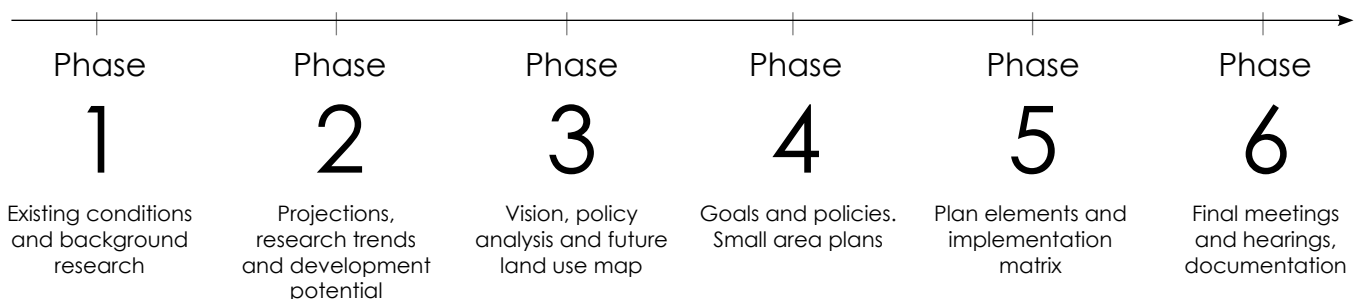 Phase
1
Existing conditions
and background
research
Phase
2
Projections,
research trends
and development
potential
Phase
3
Vision, policy
analysis and future
land use map
Phase
4
Goals and policies.
Small area plans
Phase
5
Plan elements and
implementation
matrix
Phase
6
Final meetings
and hearings,
documentation